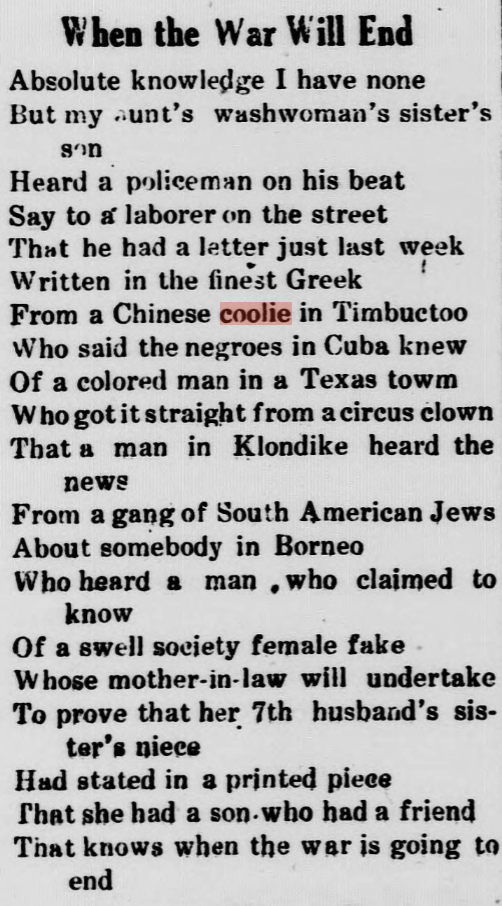 When the War Will End
Absolute knowledge I have none
But my aunt's washwoman's sister's
son
Heard a policeman on his beat
Say to a laborer on the street
That he had a letter just last week
Written in the finest Greek
From a Chinese coolie in Timbuctoo
Who said the negroes in Cuba knew
Of a colored man in a Texas towm
Who got it straight from a circus clown
That a man in Klondike heard the
news
From a gang of South American Jews
About somebody in Borneo
Who heard a man , who claimed to
know
Of a swell society female fake
Whose mother-in-law will undertake
To prove that her 7th husband's sis-
ter's niece
Had stated in a printed piece
That she had a son who had a friend
That knows when the war is going to
end